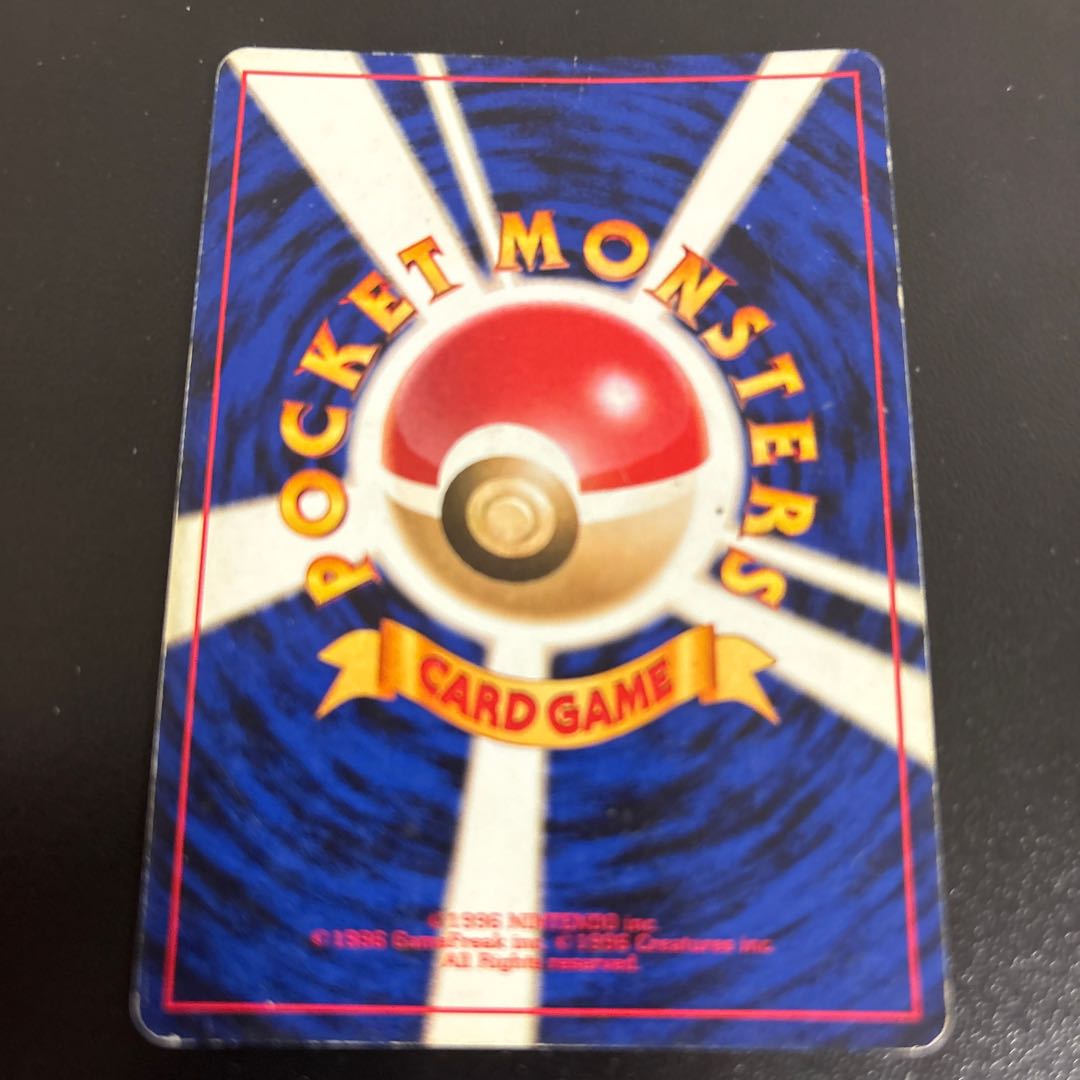 POCKET MONSTERS
CARD GAME
©1996 NINTENDO inc.
©1996 GameFreak inc. ©1996 Creatures inc.
All Rights reserved.